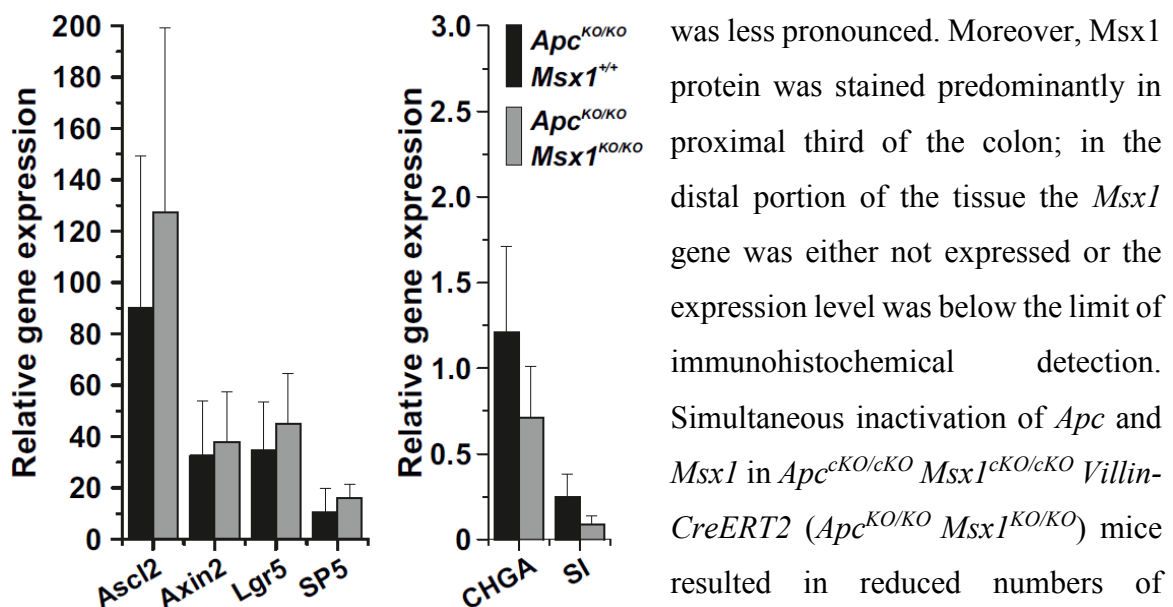 Relative gene expression
200
180
160
140
120
100
80
60
40
20
0
Ascl2
Axin2
Lgr5
SP5
Relative gene expression
3.0
2.5
2.0
1.5
1.0
0.5
0
CHGA
SI
Apc^KO/KO
Msx1^+/+
Apc^KO/KO
Msx1^KO/KO
was less pronounced. Moreover, Msx1
protein was stained predominantly in
proximal third of the colon; in the
distal portion of the tissue the Msx1
gene was either not expressed or the
expression level was below the limit of
immunohistochemical detection.
Simultaneous inactivation of Apc and
Msx1 in Apc^cKO/cKO Msx1^cKO/cKO Villin-
CreERT2 (Apc^KO/KO Msx1^KO/KO) mice
resulted in reduced numbers of